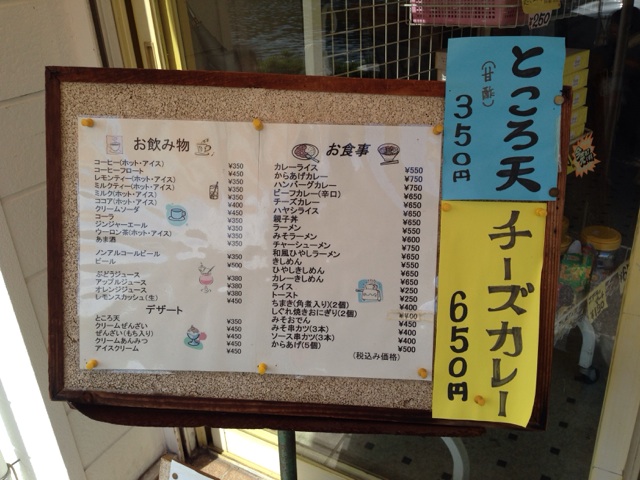 お飲み物
コーヒー(ホット・アイス) ¥350
コーヒーフロート ¥450
レモンティー(ホット・アイス) ¥350
ミルクティー(ホット・アイス) ¥350
ミルク(ホット・アイス) ¥350
ココア(ホット・アイス) ¥400
クリームソーダ ¥450
コーラ ¥350
ジンジャーエール ¥350
ウーロン茶(ホット・アイス) ¥350
あま酒 ¥350
ノンアルコールビール ¥350
ビール ¥500
ぶどうジュース ¥380
アップルジュース ¥380
オレンジジュース ¥380
レモンスカッシュ(生) ¥450
デザート
ところ天 ¥350
クリームぜんざい ¥450
ぜんざい(もち入り) ¥450
クリームあんみつ ¥450
アイスクリーム ¥450
お食事
カレーライス ¥550
からあげカレー ¥750
ハンバーグカレー ¥750
ビーフカレー(辛口) ¥650
チーズカレー ¥650
ハヤシライス ¥650
親子丼 ¥650
ラーメン ¥550
みそラーメン ¥600
チャーシューメン ¥750
和風ひやしラーメン ¥650
きしめん ¥550
ひやしきしめん ¥550
カレーきしめん ¥650
ライス ¥250
トースト ¥250
ちまき(角煮入り)(2個)
しぐれ焼きおにぎり(2個)
みそおでん
みそ串カツ(3本) ¥400
ソース串カツ(3本) ¥400
からあげ(5個) ¥500
(税込み価格)
ところ天
350円
チーズカレー
650円
¥250